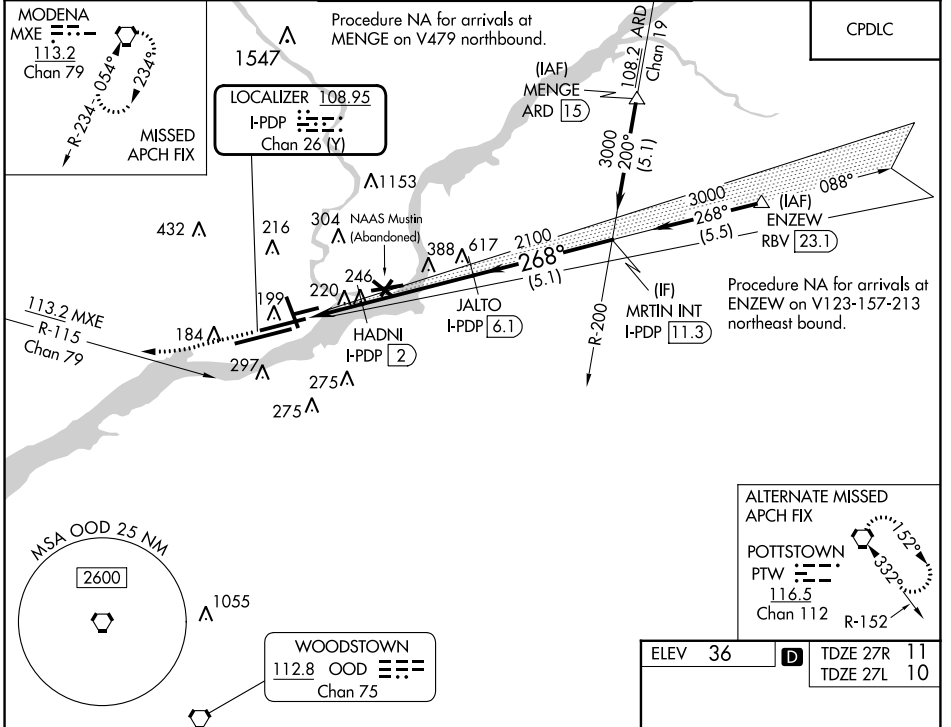 MODENA
MXE
113.2
Chan 79
R-234
054°
234°
MISSED
APCH FIX
1547
Procedure NA for arrivals at
MENGE on V479 northbound.
CPDLC
LOCALIZER 108.95
I-PDP
Chan 26 (Y)
(IAF)
MENGE
ARD 15
108.2 ARD
Chan 19
3000
200°
(5.1)
1153
432
216
304
NAAS Mustin
(Abandoned)
388
617
2100
268°
(5.1)
3000
268°
(5.5)
088°
(IAF)
ENZEW
RBV 23.1
199
220
246
184
HADNI
I-PDP 2
JALTO
I-PDP 6.1
R-200
(IF)
MRTIN INT
I-PDP 11.3
Procedure NA for arrivals at
ENZEW on V123-157-213
northeast bound.
113.2 MXE
R-115
Chan 79
297
275
275
MSA OOD 25 NM
2600
1055
WOODSTOWN
112.8 OOD
Chan 75
ALTERNATE MISSED
APCH FIX
POTTSTOWN
PTW
116.5
Chan 112
152°
332°
R-152
ELEV 36
D
TDZE 27R 11
TDZE 27L 10